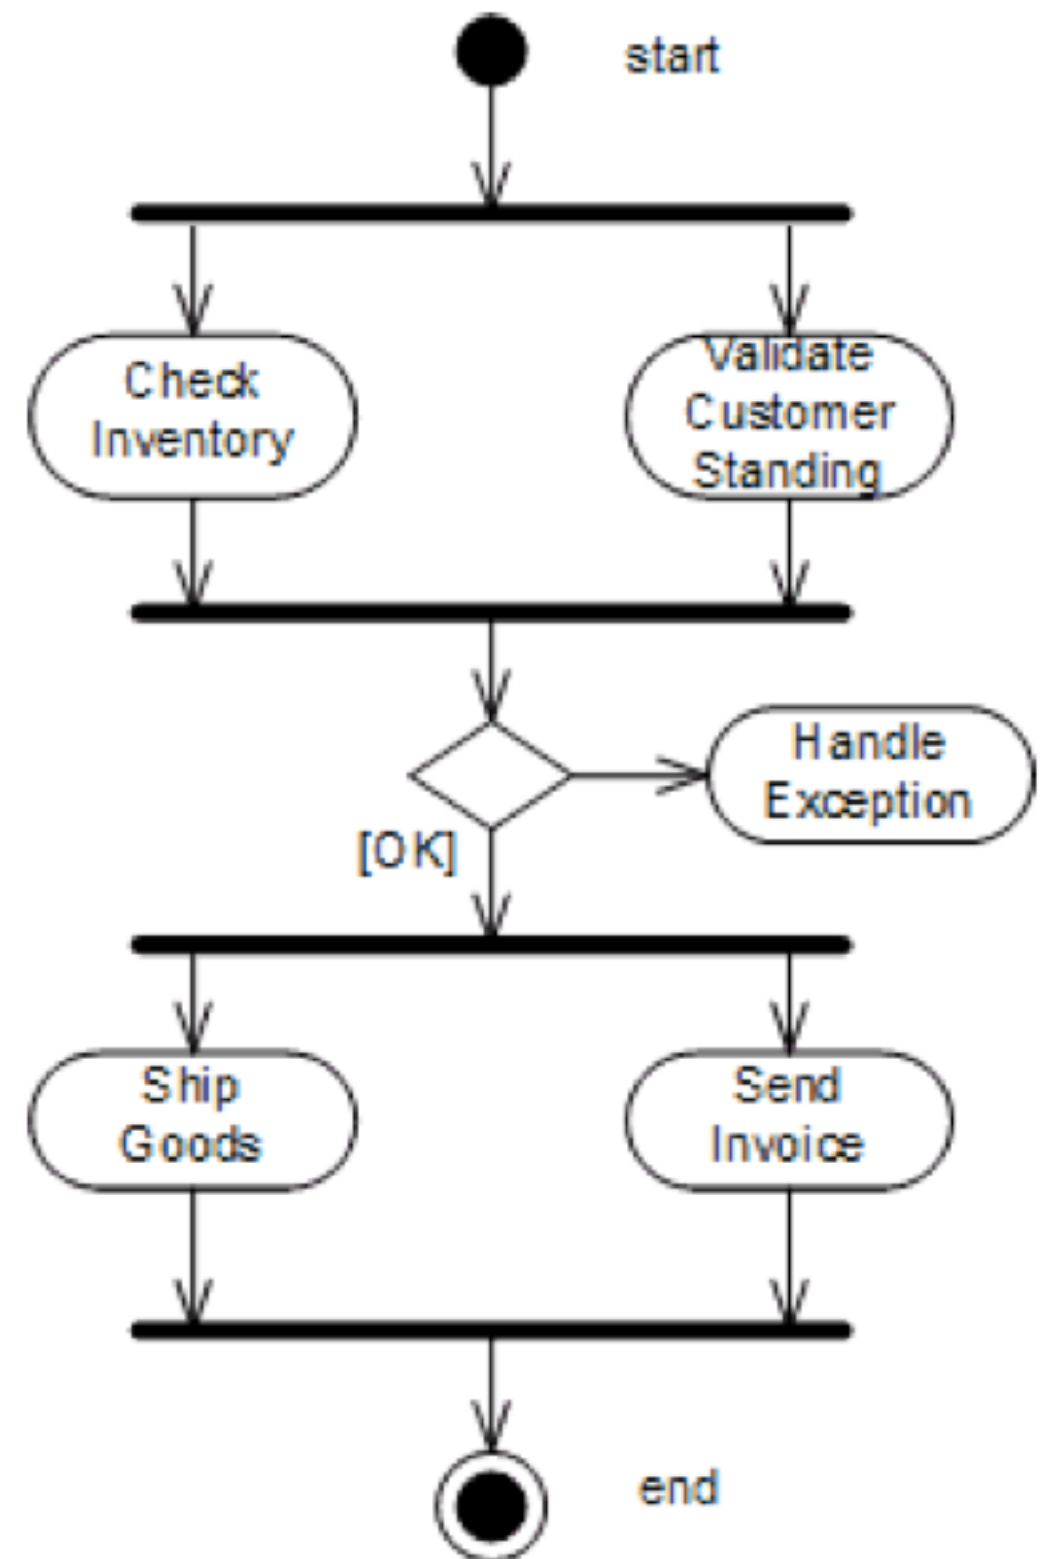 start
Check
Inventory
Validate
Customer
Standing
Handle
Exception
[OK]
Ship
Goods
Send
Invoice
end